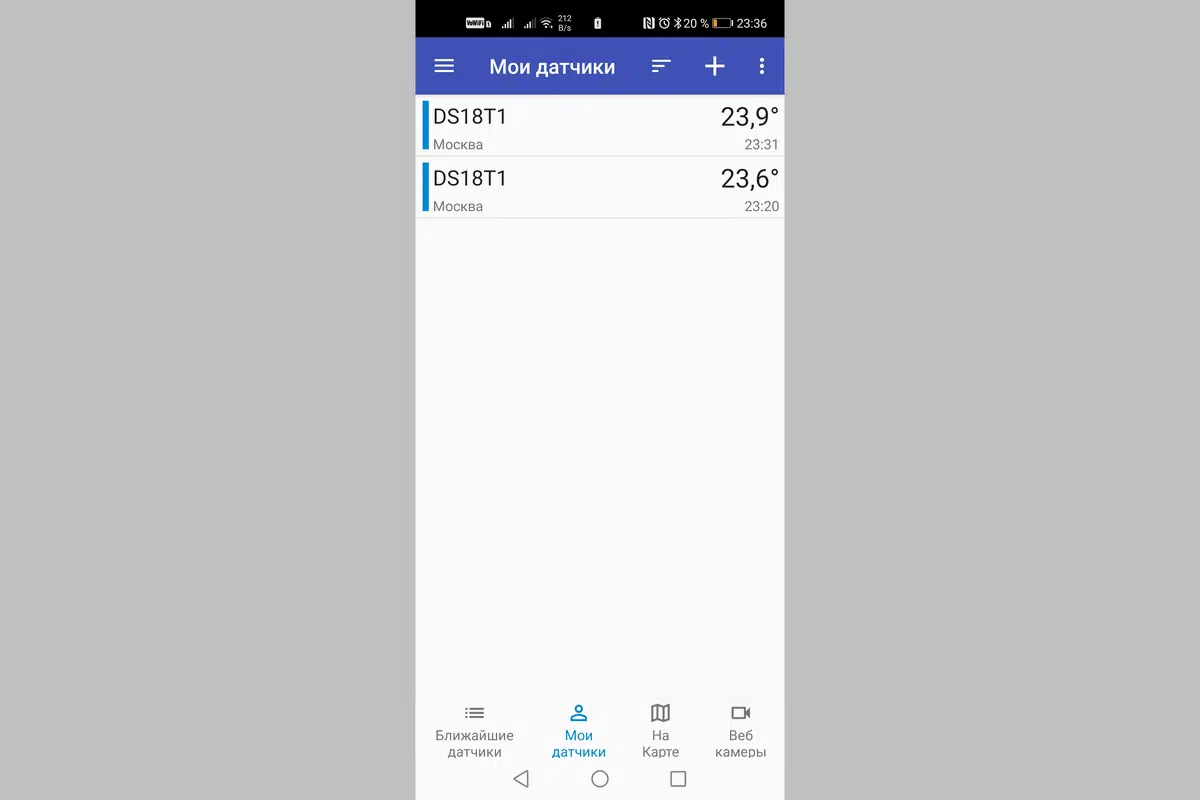 VoWiFi 1 212 B/s 20 % 23:36
Мои датчики
DS18T1 23,9°
Москва 23:31
DS18T1 23,6°
Москва 23:20
Ближайшие датчики
Мои датчики
На Карте
Веб камеры